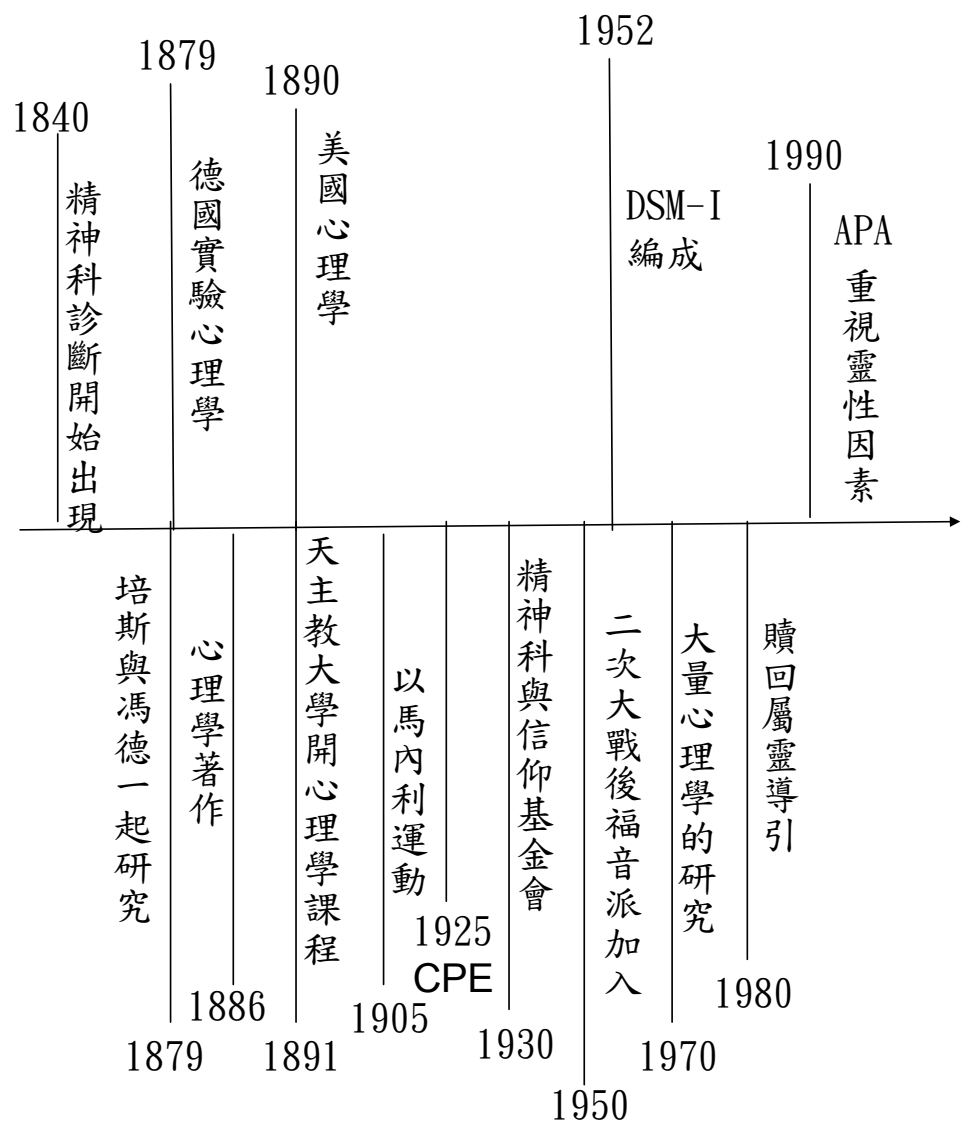 1840
精神科診斷開始出現
1879
德國實驗心理學
1890
美國心理學
1952
DSM-I
編成
1990
APA
重視靈性因素
培斯與馮德一起研究
1879
心理學著作
1886
天主教大學開心理學課程
1891
以馬內利運動
1905
1925
CPE
精神科與信仰基金會
1930
二次大戰後福音派加入
1950
大量心理學的研究
1970
贖回屬靈導引
1980